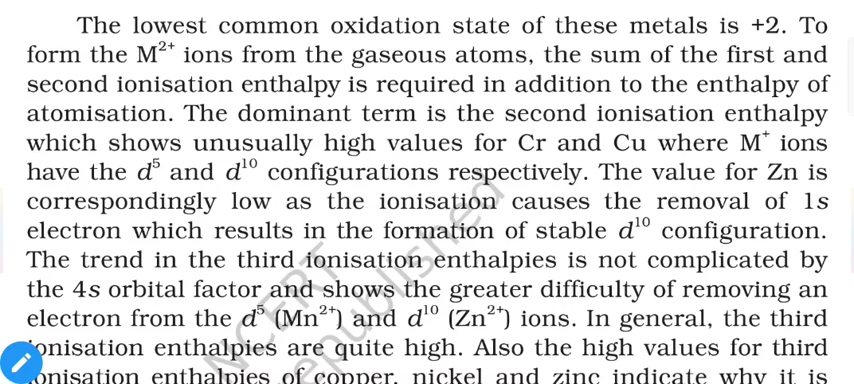 The lowest common oxidation state of these metals is +2. To
form the M²⁺ ions from the gaseous atoms, the sum of the first and
second ionisation enthalpy is required in addition to the enthalpy of
atomisation. The dominant term is the second ionisation enthalpy
which shows unusually high values for Cr and Cu where M⁺ ions
have the d⁵ and d¹⁰ configurations respectively. The value for Zn is
correspondingly low as the ionisation causes the removal of 1s
electron which results in the formation of stable d¹⁰ configuration.
The trend in the third ionisation enthalpies is not complicated by
the 4s orbital factor and shows the greater difficulty of removing an
electron from the d⁵ (Mn²⁺) and d¹⁰ (Zn²⁺) ions. In general, the third
ionisation enthalpies are quite high. Also the high values for third
ionisation enthalpies of copper, nickel and zinc indicate why it is
NCERT
republished